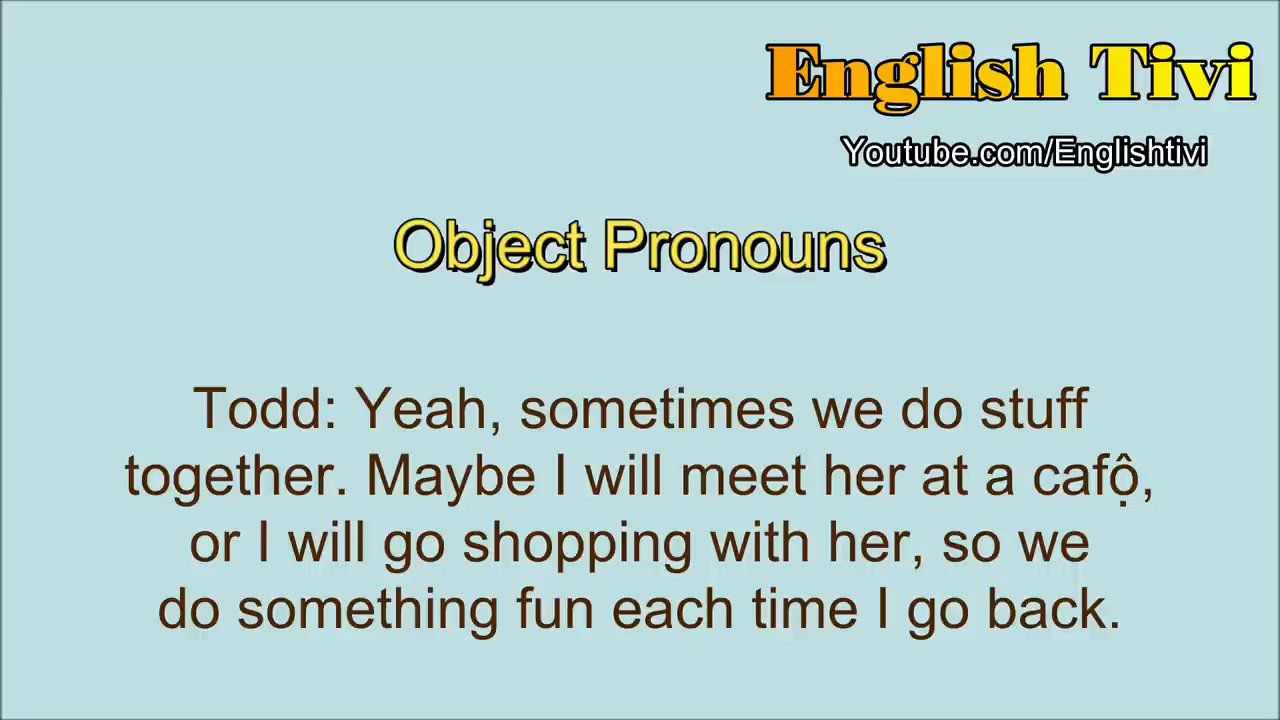 English Tivi
Youtube.com/Englishtivi
Object Pronouns
Todd: Yeah, sometimes we do stuff
together. Maybe I will meet her at a cafộ,
or I will go shopping with her, so we
do something fun each time I go back.